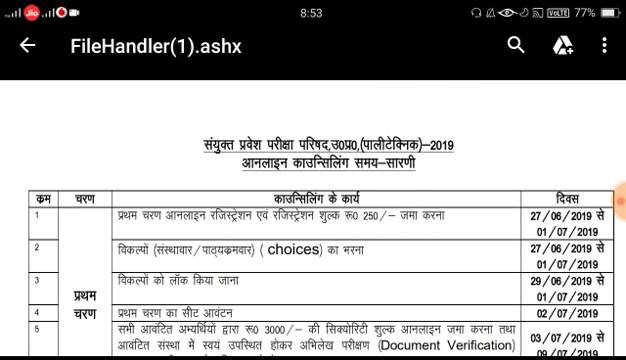 Jio 8:53 VoLTE 77%
FileHandler(1).ashx
संयुक्त प्रवेश परीक्षा परिषद,उ0प्र0,(पालीटेक्निक)–2019
आनलाइन काउन्सिलिंग समय–सारणी
क्रम चरण काउन्सिलिंग के कार्य दिवस
1 प्रथम चरण आनलाइन रजिस्ट्रेशन एवं रजिस्ट्रेशन शुल्क रू0 250/– जमा करना 27/06/2019 से
01/07/2019
2 विकल्पों (संस्थावार/पाठ्यक्रमवार) ( choices) का भरना 27/06/2019 से
01/07/2019
3 विकल्पों को लॉक किया जाना 29/06/2019 से
01/07/2019
प्रथम
चरण
4 प्रथम चरण का सीट आवंटन 02/07/2019
5 सभी आवंटित अभ्यर्थियों द्वारा रू0 3000/– की सिक्योरिटी शुल्क आनलाइन जमा करना तथा 03/07/2019 से
आवंटित संस्था में स्वयं उपस्थित होकर अभिलेख परीक्षण (Document Verification) 09/07/2019